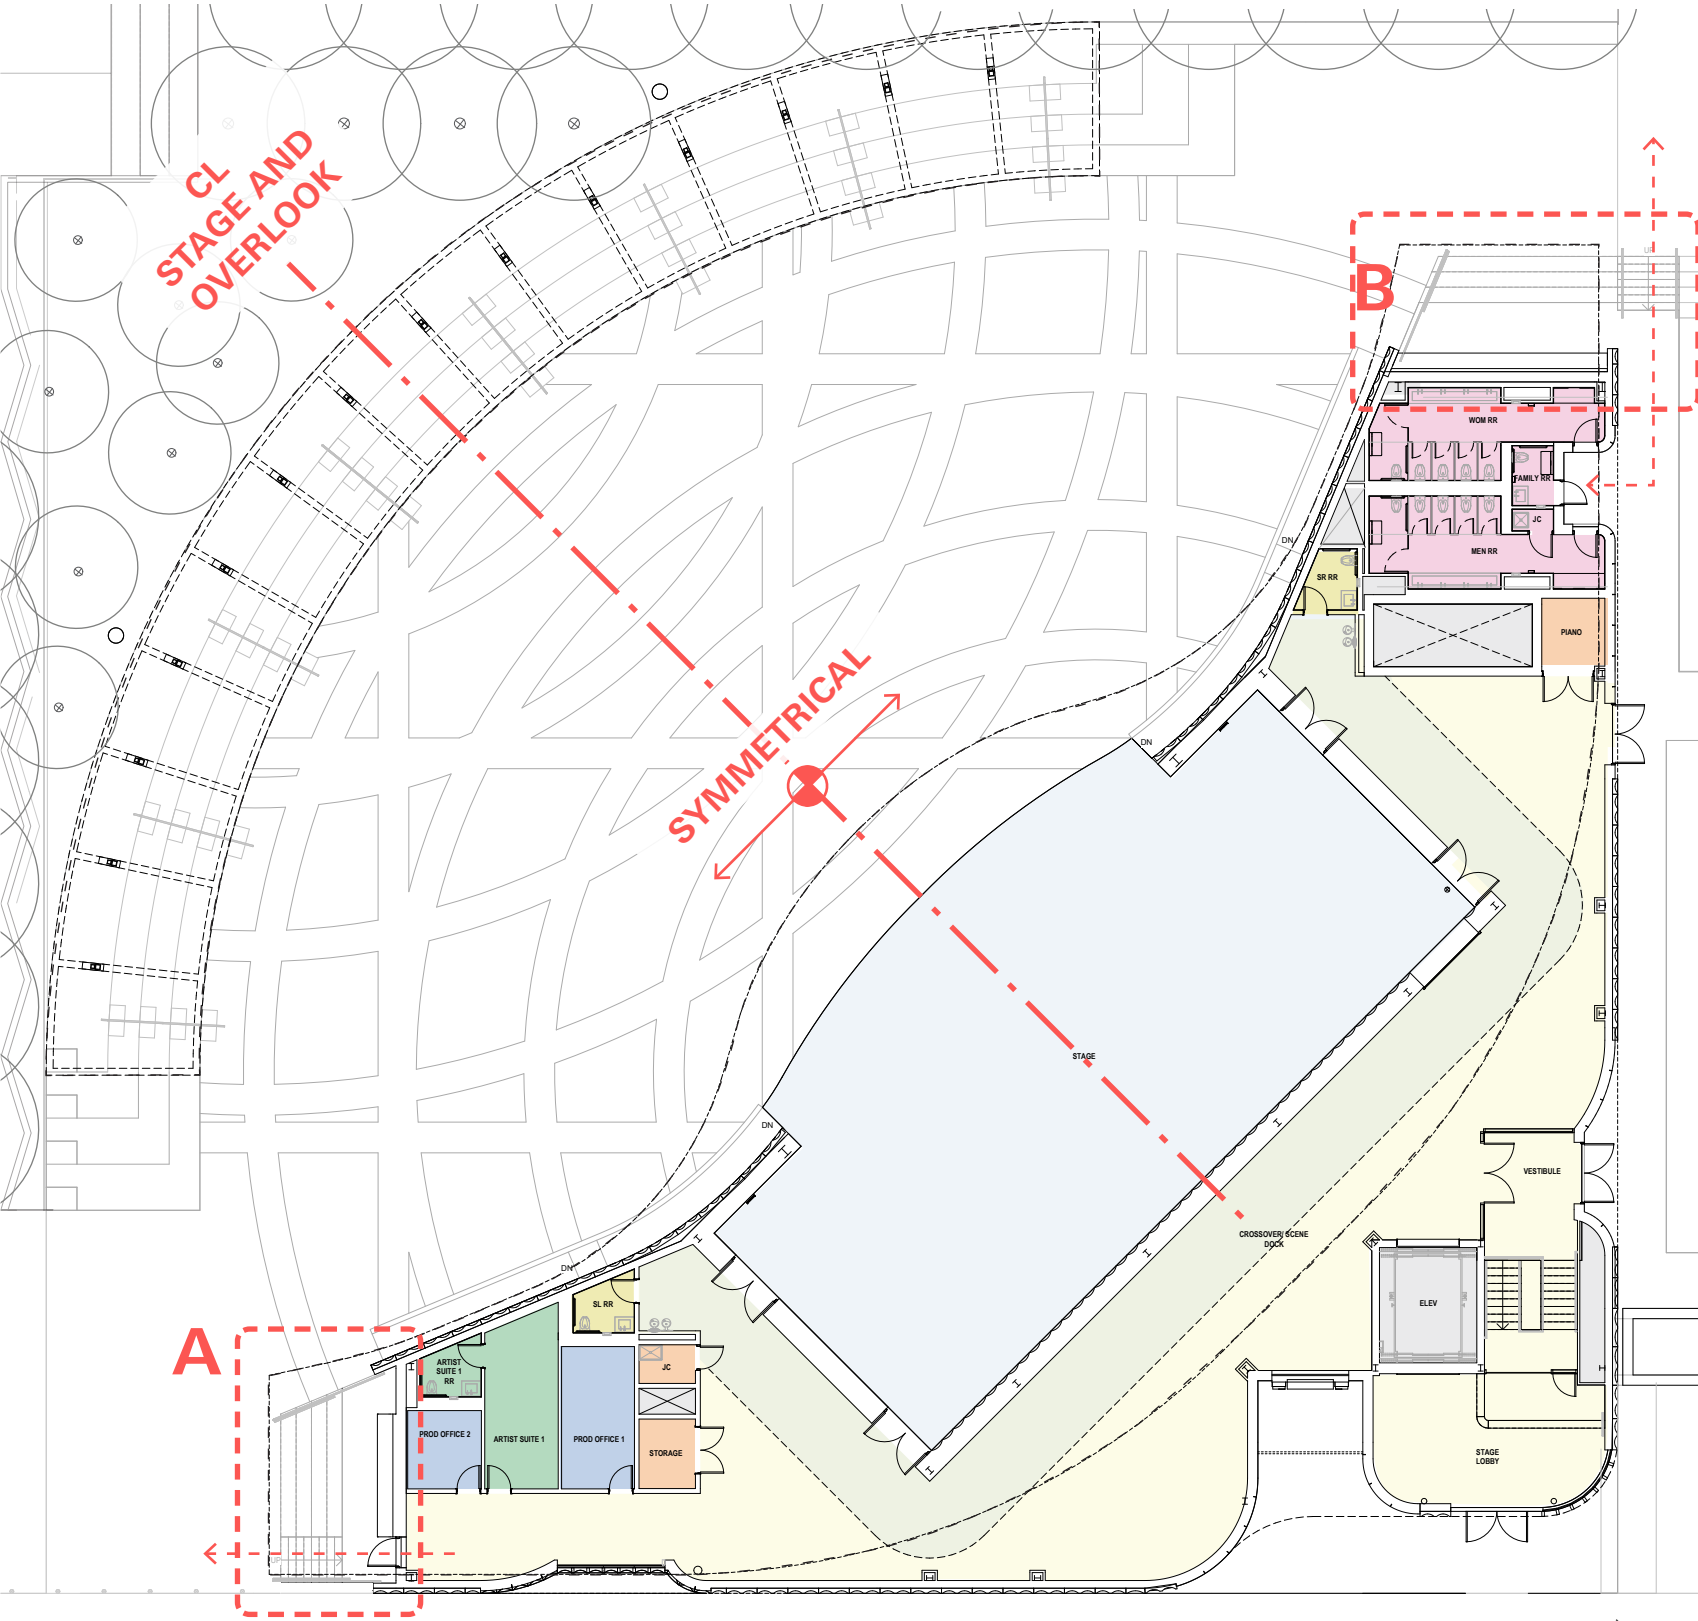 CL
STAGE AND
OVERLOOK
B
UP
WOM RR
FAMILY RR
JC
MEN RR
DN
SR RR
PIANO
SYMMETRICAL
DN
STAGE
DN
VESTIBULE
CROSSOVER/SCENE
DOCK
DN
SL RR
ELEV
A
ARTIST
SUITE 1
RR
JC
PROD OFFICE 2
ARTIST SUITE 1
PROD OFFICE 1
STORAGE
STAGE
LOBBY
UP